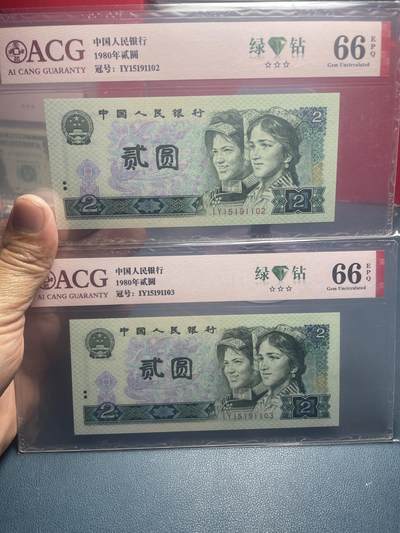 ACG
AI CANG GUARANTY
中国人民银行
1980年贰圆
冠号: IY15191102
绿 钻
☆☆☆
66 EPQ
Gem Uncirculated
中国人民银行
2
贰圆
IY15191102
2
2
ACG
AI CANG GUARANTY
中国人民银行
1980年贰圆
冠号: IY15191103
绿 钻
☆☆☆
66 EPQ
Gem Uncirculated
中国人民银行
2
贰圆
IY15191103
2
2